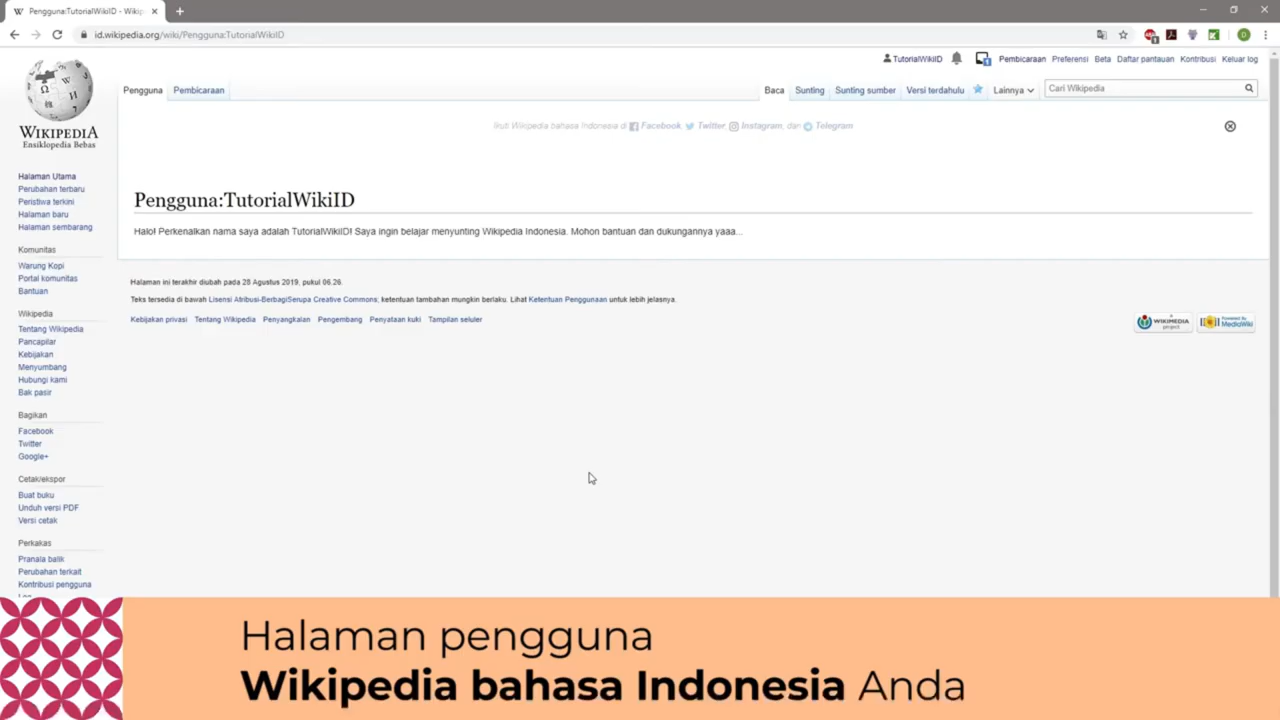 Pengguna:TutorialWikiID - Wikip
id.wikipedia.org/wiki/Pengguna:TutorialWikiID
TutorialWikiID Pembicaraan Preferensi Beta Daftar pantauan Kontribusi Keluar log
Pengguna Pembicaraan Baca Sunting Sunting sumber Versi terdahulu Lainnya Cari Wikipedia
WIKIPEDIA
Ensiklopedia Bebas
Ikuti Wikipedia bahasa Indonesia di Facebook, Twitter, Instagram, dan Telegram
Pengguna:TutorialWikiID
Halo! Perkenalkan nama saya adalah TutorialWikiID! Saya ingin belajar menyunting Wikipedia Indonesia. Mohon bantuan dan dukungannya yaaa...
Halaman ini terakhir diubah pada 28 Agustus 2019, pukul 06.26.
Teks tersedia di bawah Lisensi Atribusi-BerbagiSerupa Creative Commons; ketentuan tambahan mungkin berlaku. Lihat Ketentuan Penggunaan untuk lebih jelasnya.
Kebijakan privasi Tentang Wikipedia Penyangkalan Pengembang Penyataan kuki Tampilan seluler
WIKIMEDIA
project
Powered By
MediaWiki
Halaman Utama
Perubahan terbaru
Peristiwa terkini
Halaman baru
Halaman sembarang
Komunitas
Warung Kopi
Portal komunitas
Bantuan
Wikipedia
Tentang Wikipedia
Pancapilar
Kebijakan
Menyumbang
Hubungi kami
Bak pasir
Bagikan
Facebook
Twitter
Google+
Cetak/ekspor
Buat buku
Unduh versi PDF
Versi cetak
Perkakas
Pranala balik
Perubahan terkait
Kontribusi pengguna
Halaman pengguna
Wikipedia bahasa Indonesia Anda